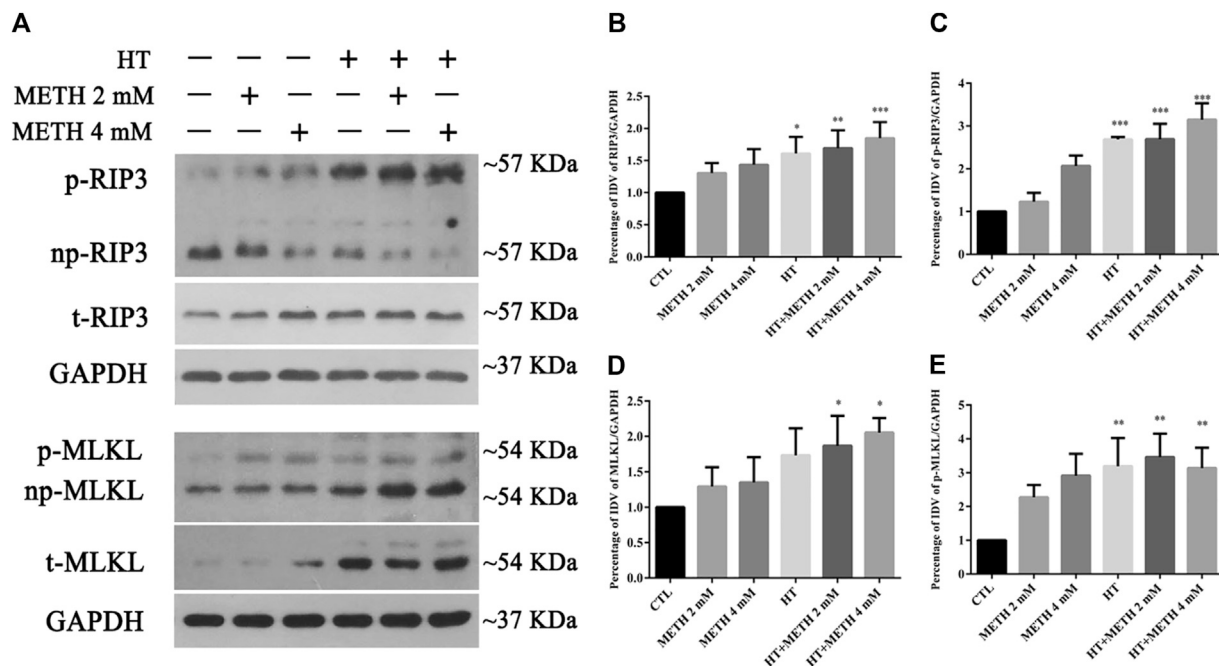 A
HT — — — + + +
METH 2 mM — + — — + —
METH 4 mM — — + — — +
p-RIP3 ~57 KDa
np-RIP3 ~57 KDa
t-RIP3 ~57 KDa
GAPDH ~37 KDa
p-MLKL ~54 KDa
np-MLKL ~54 KDa
t-MLKL ~54 KDa
GAPDH ~37 KDa
B
Percentage of IDV of RIP3/GAPDH
2.5
2.0
1.5
1.0
0.5
0.0
* ** ***
CTL
METH 2 mM
METH 4 mM
HT
HT+METH 2 mM
HT+METH 4 mM
C
Percentage of IDV of p-RIP3/GAPDH
4
3
2
1
0
*** *** ***
CTL
METH 2 mM
METH 4 mM
HT
HT+METH 2 mM
HT+METH 4 mM
D
Percentage of IDV of MLKL/GAPDH
2.5
2.0
1.5
1.0
0.5
0.0
* *
CTL
METH 2 mM
METH 4 mM
HT
HT+METH 2 mM
HT+METH 4 mM
E
Percentage of IDV of p-MLKL/GAPDH
5
4
3
2
1
0
** ** **
CTL
METH 2 mM
METH 4 mM
HT
HT+METH 2 mM
HT+METH 4 mM